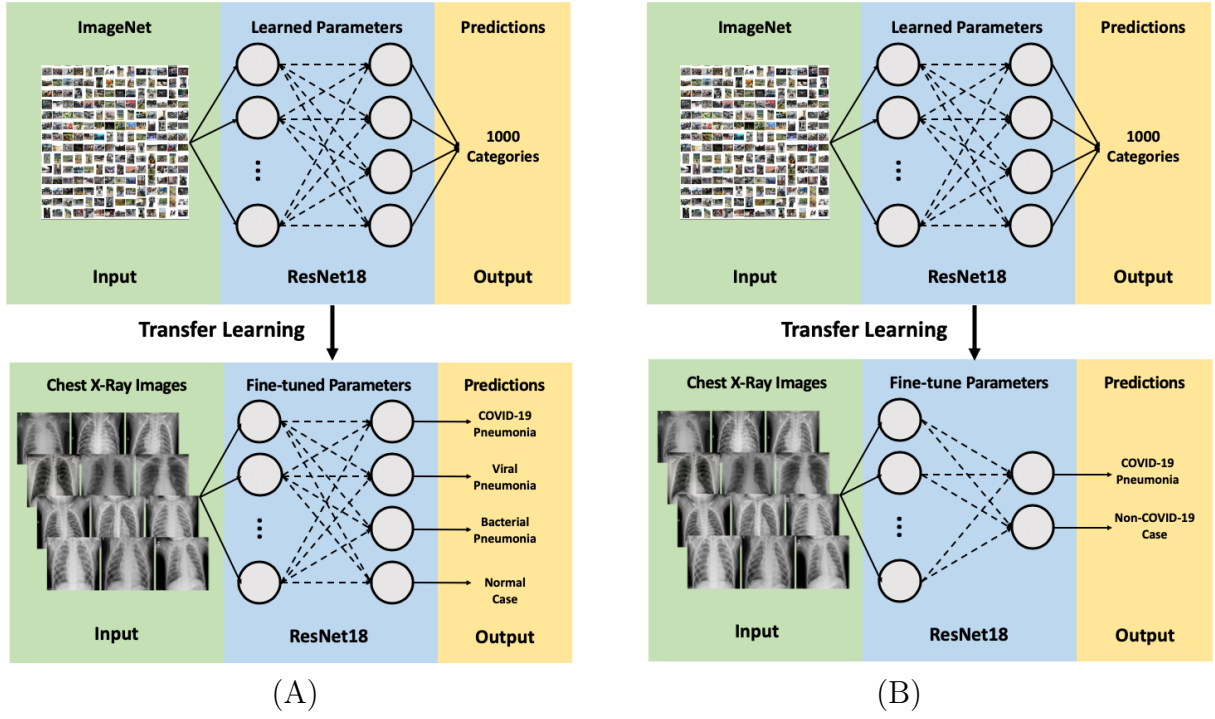 ImageNet
Learned Parameters
Predictions
1000
Categories
Input
ResNet18
Output
Transfer Learning
Chest X-Ray Images
Fine-tuned Parameters
Predictions
COVID-19
Pneumonia
Viral
Pneumonia
Bacterial
Pneumonia
Normal
Case
Input
ResNet18
Output
(A)
ImageNet
Learned Parameters
Predictions
1000
Categories
Input
ResNet18
Output
Transfer Learning
Chest X-Ray Images
Fine-tune Parameters
Predictions
COVID-19
Pneumonia
Non-COVID-19
Case
Input
ResNet18
Output
(B)